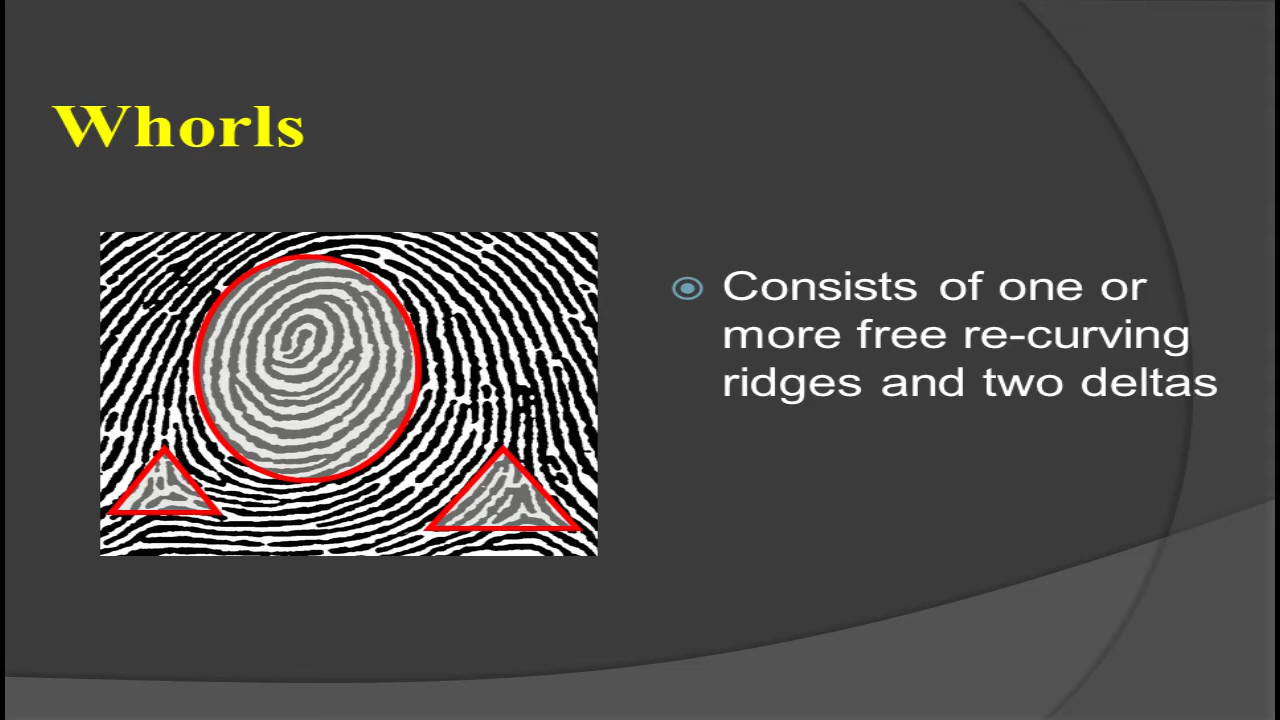 Whorls
Consists of one or
more free re-curving
ridges and two deltas